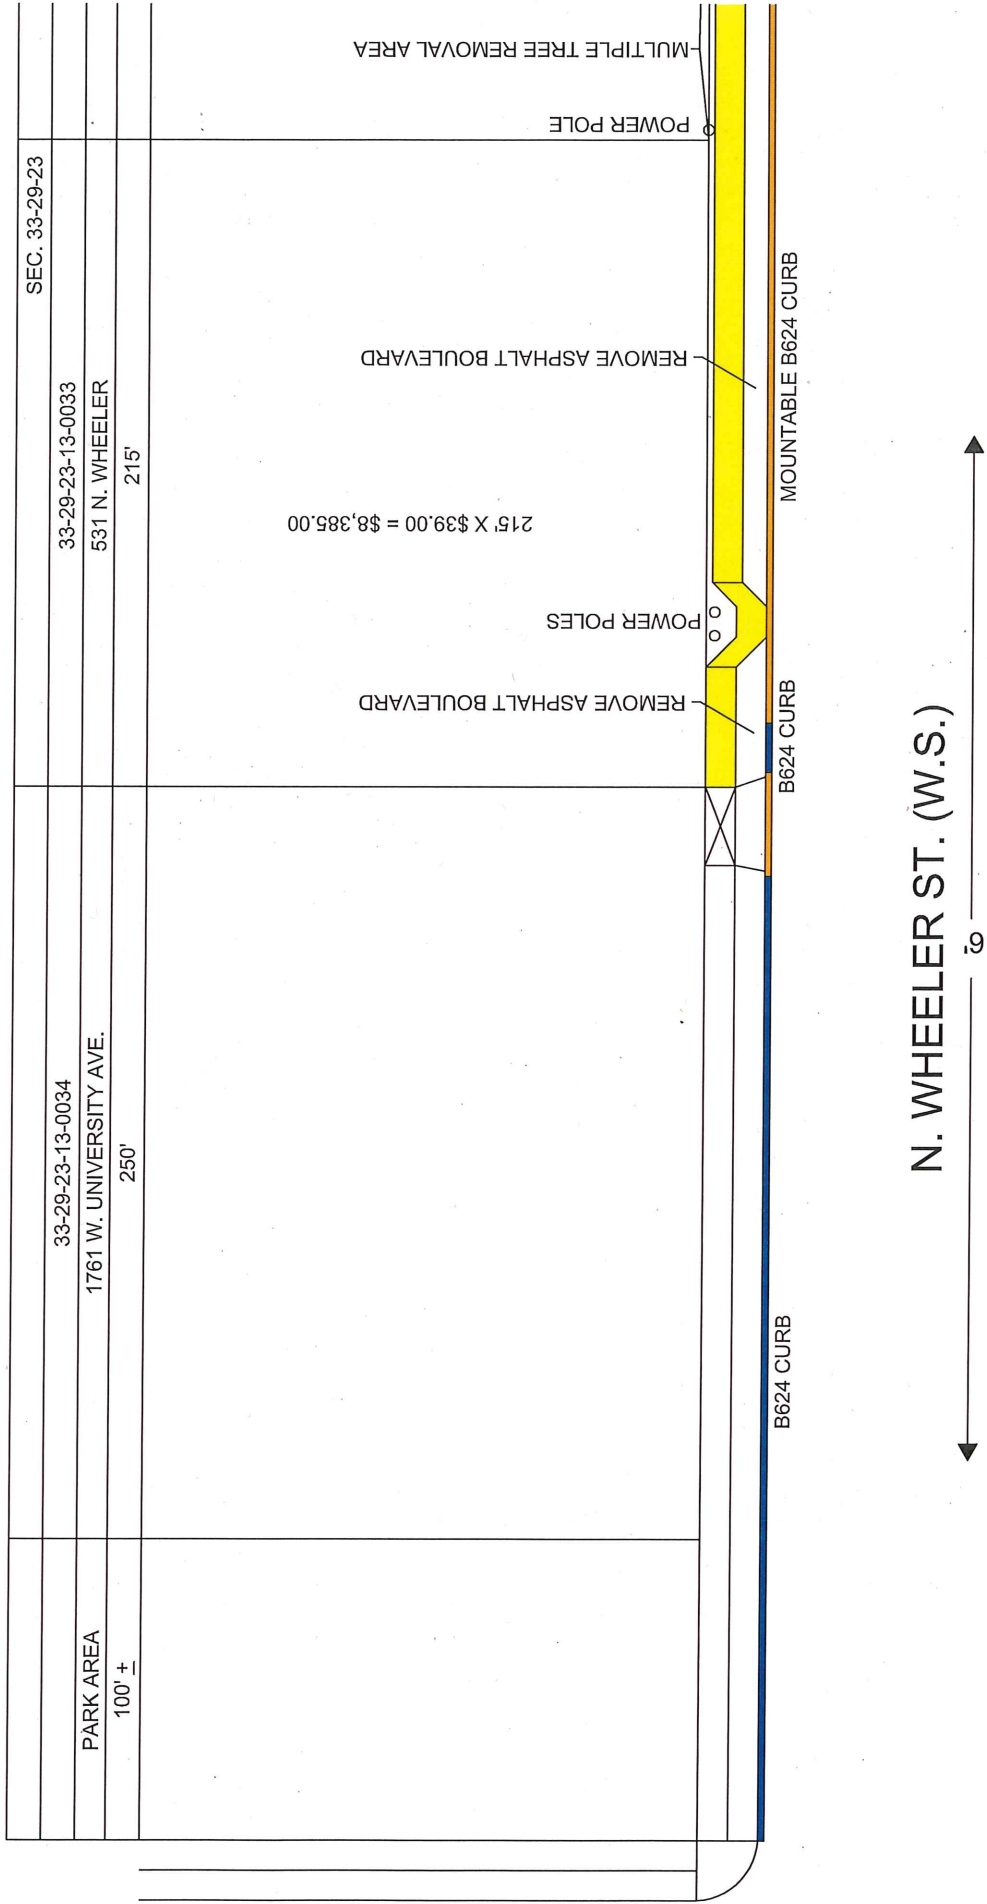 SEC. 33-29-23
33-29-23-13-0034
33-29-23-13-0033
PARK AREA
1761 W. UNIVERSITY AVE.
531 N. WHEELER
100' ±
250'
215'
MULTIPLE TREE REMOVAL AREA
POWER POLE
REMOVE ASPHALT BOULEVARD
215' X $39.00 = $8,385.00
POWER POLES
REMOVE ASPHALT BOULEVARD
B624 CURB
B624 CURB
MOUNTABLE B624 CURB
N. WHEELER ST. (W.S.)
9'